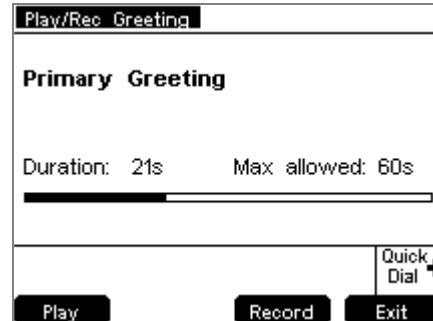 Play/Rec Greeting
Primary Greeting
Duration: 21s Max allowed: 60s
Quick
Dial
Play Record Exit